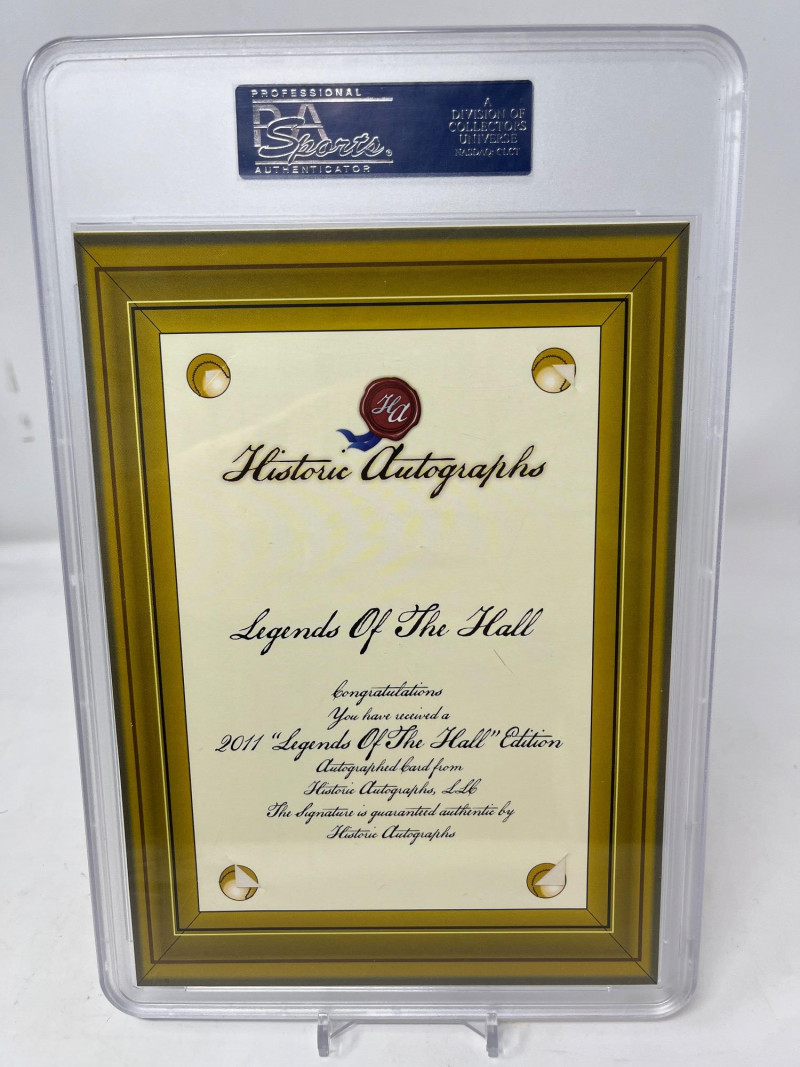 PROFESSIONAL
PSA
Sports
AUTHENTICATOR
A
DIVISION OF
COLLECTORS
UNIVERSE
NASDAQ: CLCT
HA
Historic Autographs
Legends Of The Hall
Congratulations
You have received a
2011 “Legends Of The Hall” Edition
Autographed Card from
Historic Autographs, LLC
The Signature is guaranteed authentic by
Historic Autographs